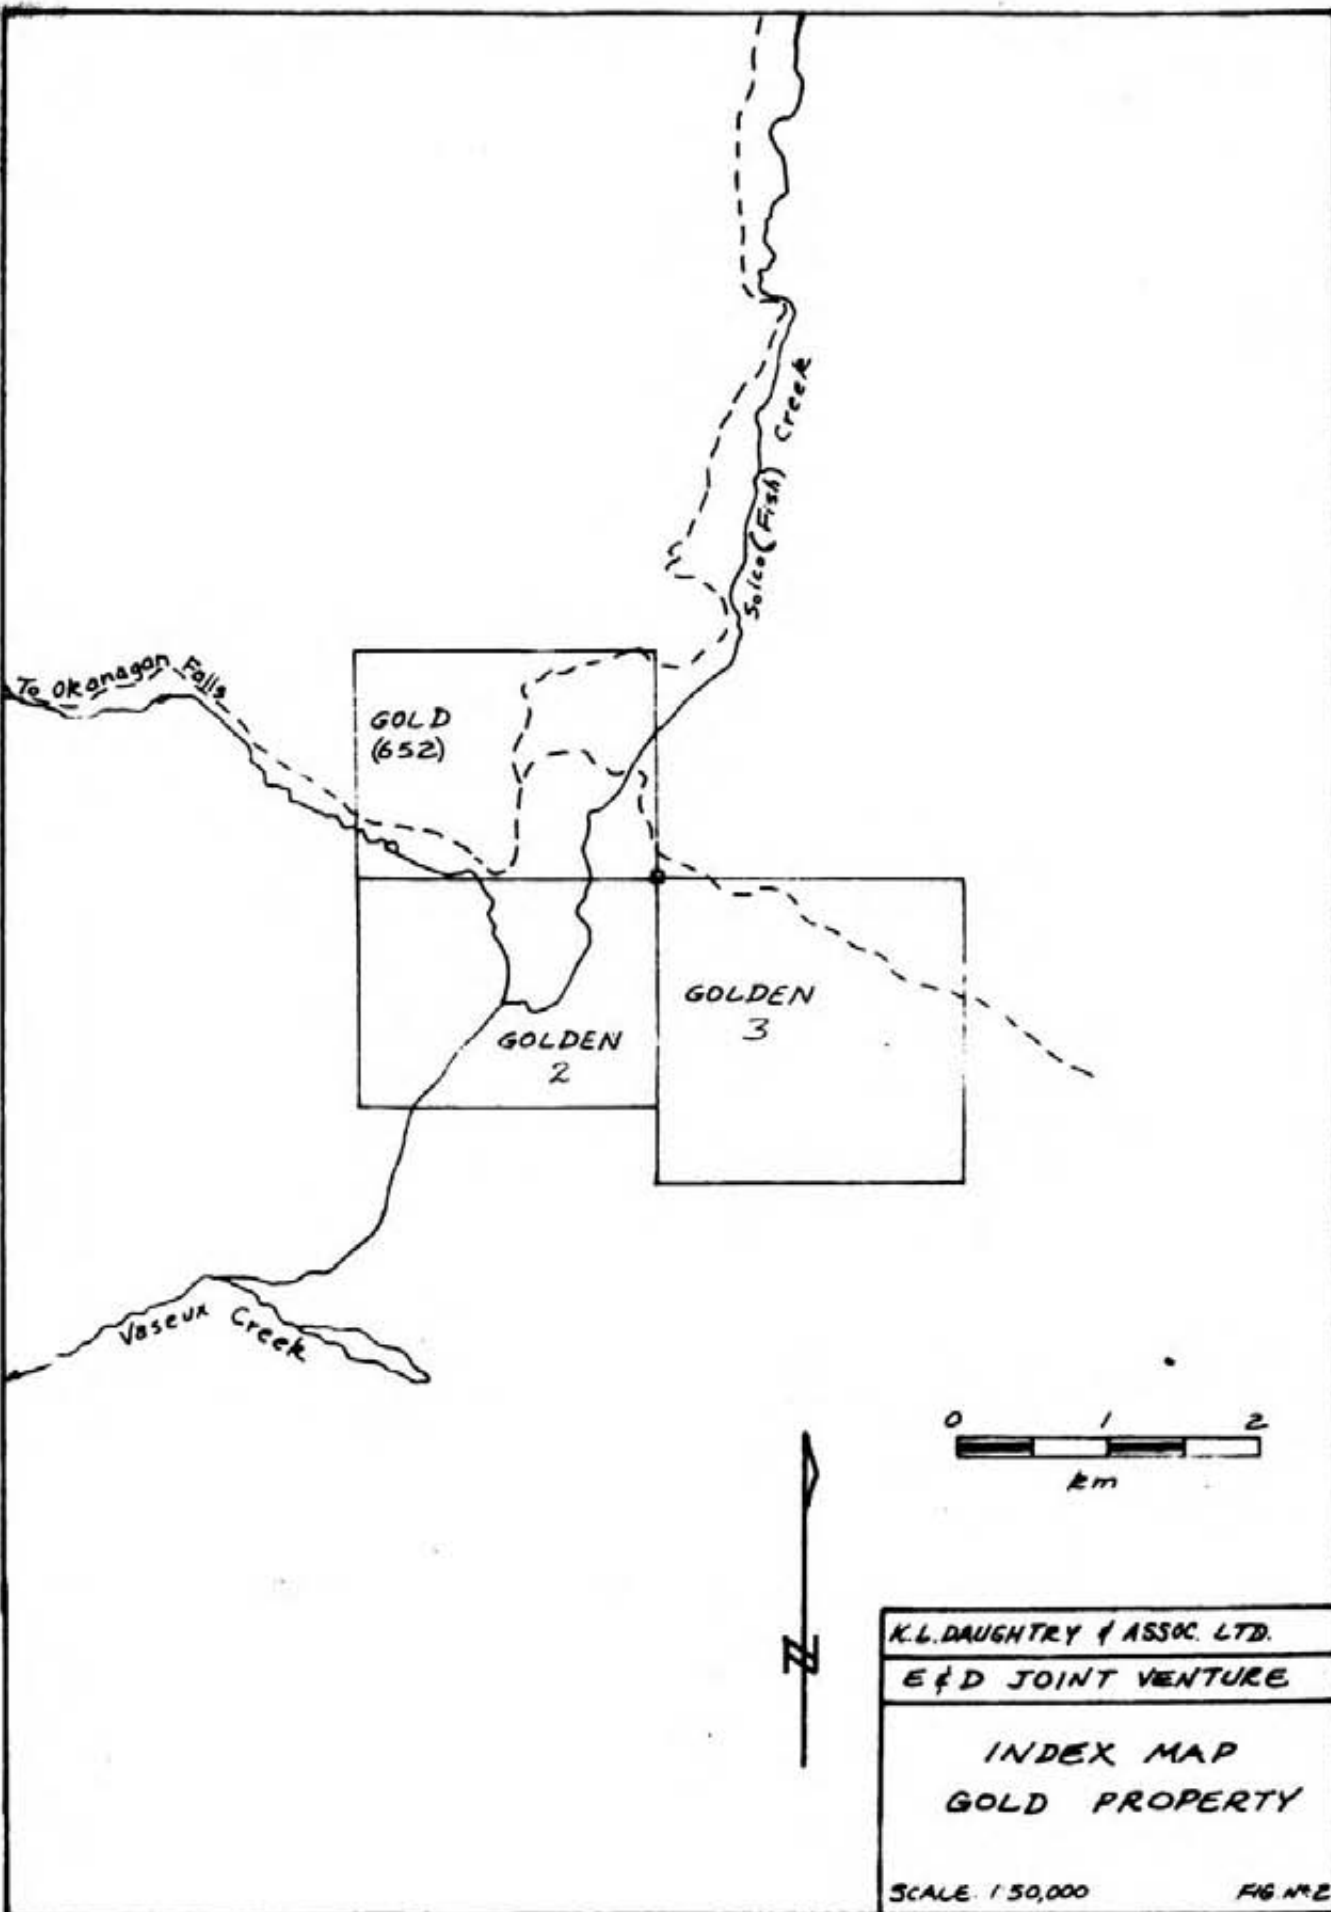 Solco (Fish) Creek
To Okanagan Falls
GOLD
(652)
GOLDEN
3
GOLDEN
2
Vaseux Creek
0 1 2
km
N
K.L. DAUGHTRY & ASSOC. LTD.
E & D JOINT VENTURE
INDEX MAP
GOLD PROPERTY
SCALE 1:50,000
FIG. No 2